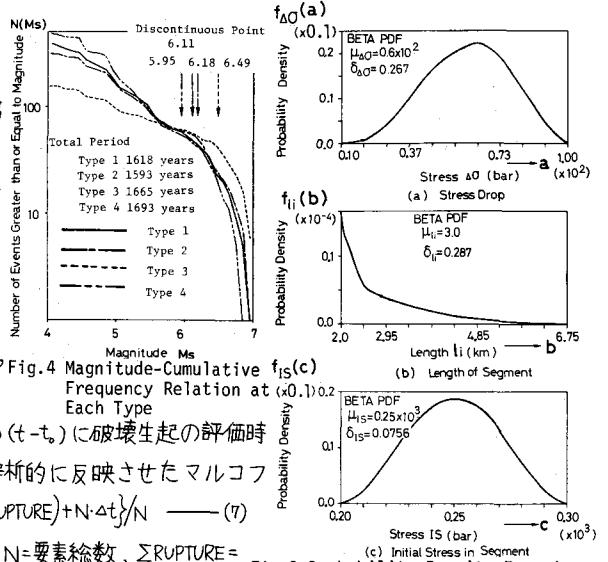 N(Ms)
Discontinuous Point
6.11
5.95 6.18 6.49
100
10
Number of Events Greater than or Equal to Magnitude
Total Period
Type 1 1618 years
Type 2 1593 years
Type 3 1665 years
Type 4 1693 years
Type 1
Type 2
Type 3
Type 4
4 5 6 7
Magnitude Ms
Fig.4 Magnitude-Cumulative
Frequency Relation at
Each Type
(t-t₀)に破壊生起の評価時
析的に反映させたマルコフ
UPTURE)+N·Δt}/N —— (7)
N=要素総数、ΣRUPTURE=
fΔσ(a)
(x0.1)
BETA PDF
μΔσ=0.6x10²
δΔσ=0.267
0.2
0.1
0.0
Probability Density
0.10 0.37 0.73 1.00
Stress Δσ (bar) → a (x10²)
(a) Stress Drop
fli(b)
(x10⁻⁴)
BETA PDF
μli=3.0
δli=0.287
0.1
0.0
Probability Density
2.0 2.95 4.85 6.75
Length li (km) → b
(b) Length of Segment
fIS(c)
(x0.1)
BETA PDF
μIS=0.25x10³
δIS=0.0756
0.2
0.1
0.0
Probability Density
0.20 0.25 0.30
Stress IS (bar) → c (x10³)
(c) Initial Stress in Segment